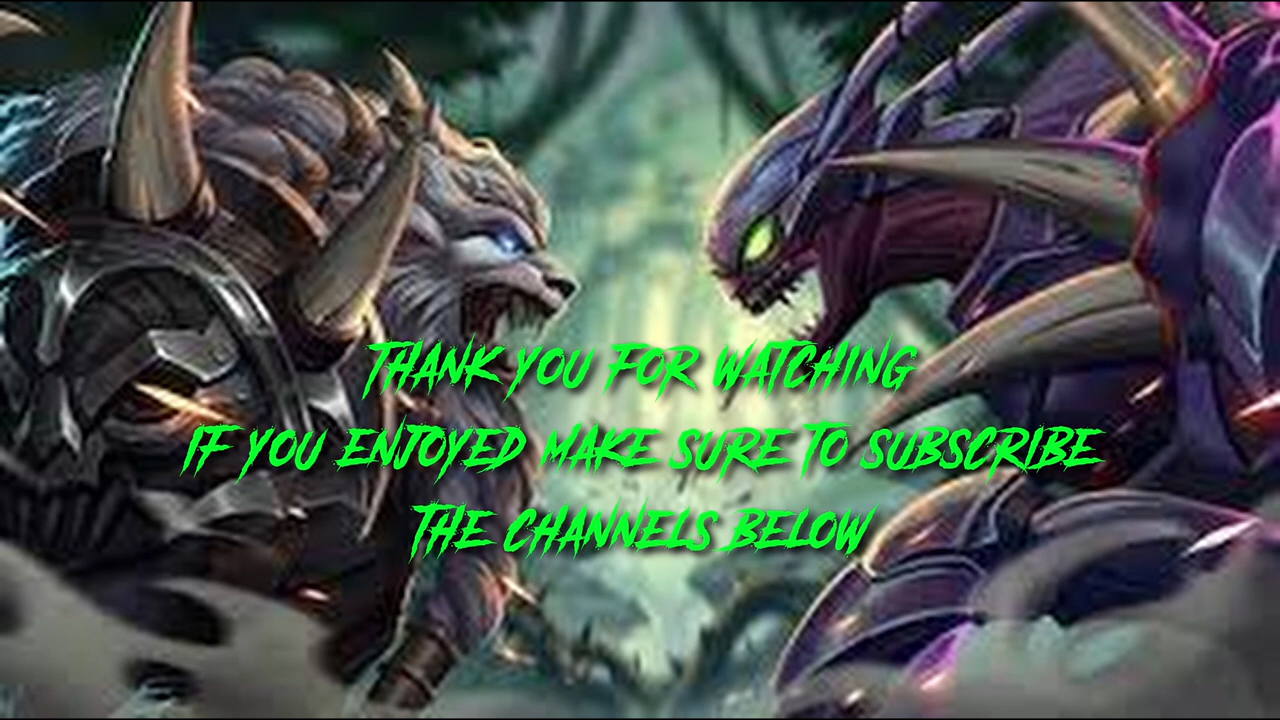 THANK YOU FOR WATCHING
IF YOU ENJOYED MAKE SURE TO SUBSCRIBE
THE CHANNELS BELOW